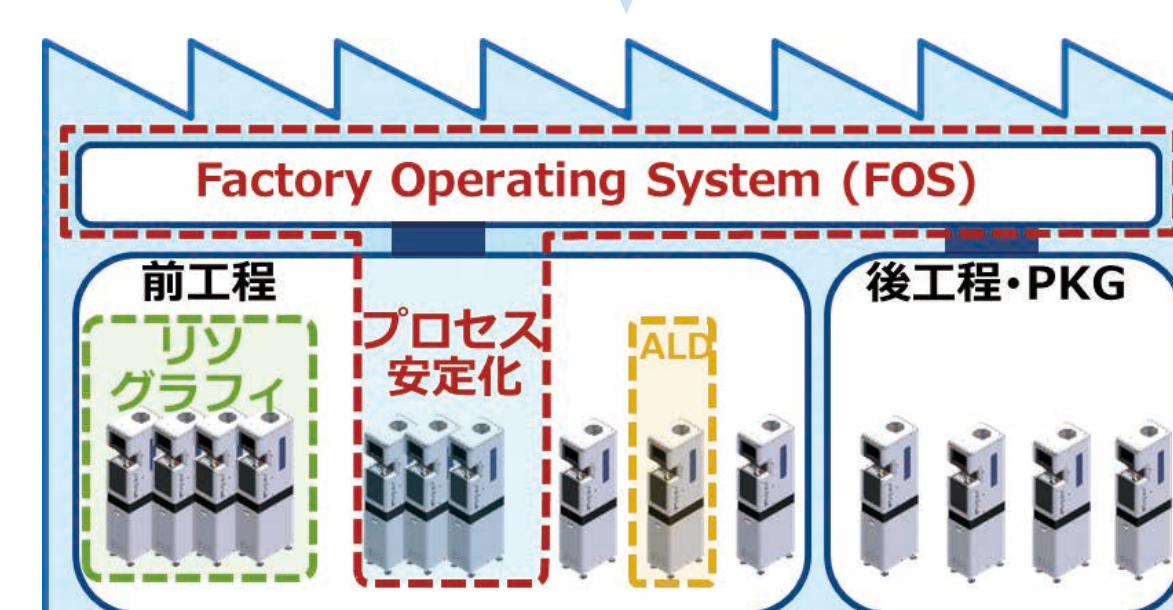 Factory Operating System (FOS)
前工程
後工程・PKG
リソ
グラフィ
プロセス
安定化
ALD